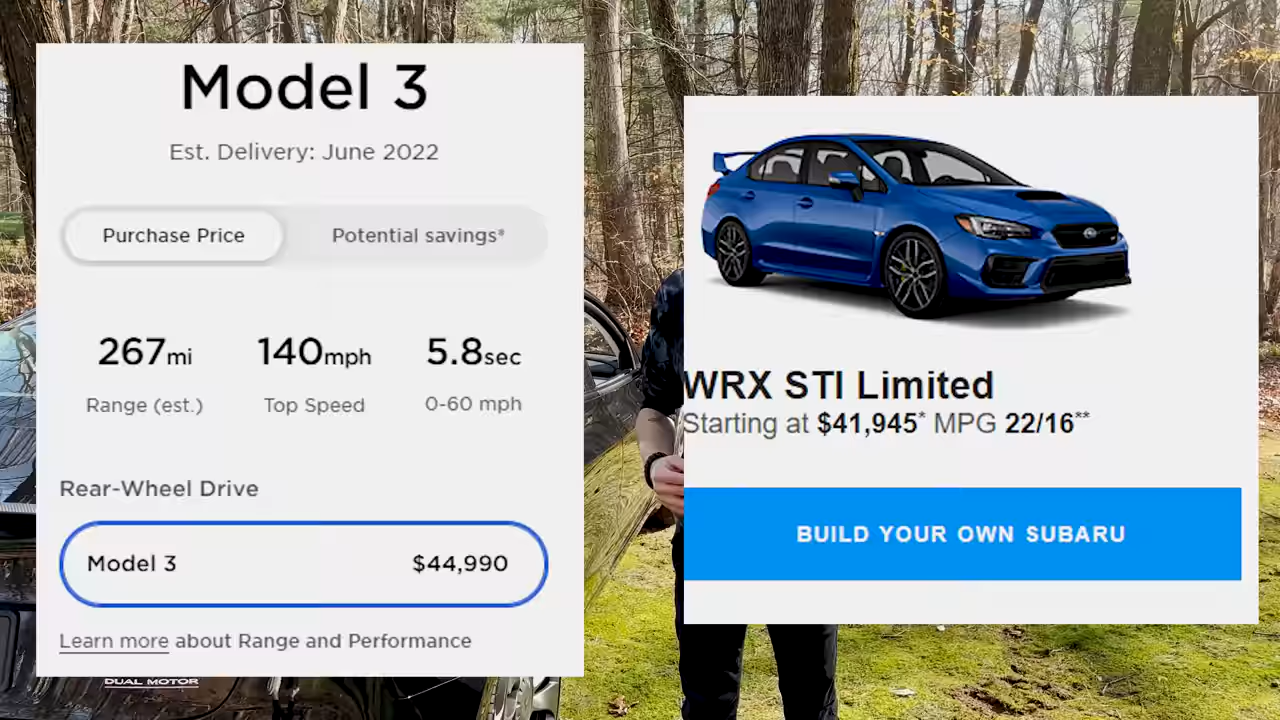 Model 3
Est. Delivery: June 2022
Purchase Price
Potential savings*
267mi
140mph
5.8sec
Range (est.)
Top Speed
0-60 mph
Rear-Wheel Drive
Model 3
$44,990
Learn more about Range and Performance
DUAL MOTOR
WRX STI Limited
Starting at $41,945* MPG 22/16**
BUILD YOUR OWN SUBARU